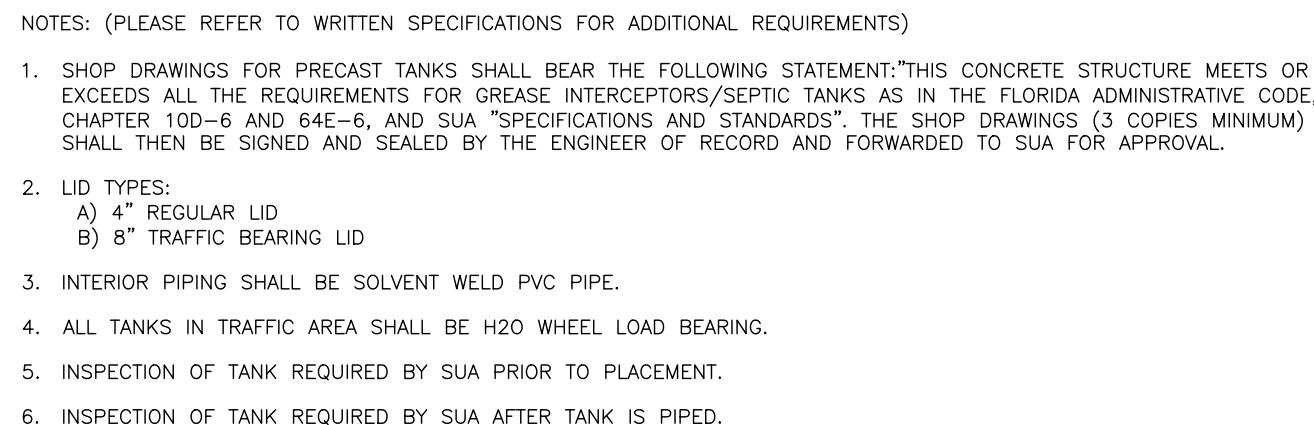 NOTES: (PLEASE REFER TO WRITTEN SPECIFICATIONS FOR ADDITIONAL REQUIREMENTS)
1. SHOP DRAWINGS FOR PRECAST TANKS SHALL BEAR THE FOLLOWING STATEMENT:"THIS CONCRETE STRUCTURE MEETS OR
EXCEEDS ALL THE REQUIREMENTS FOR GREASE INTERCEPTORS/SEPTIC TANKS AS IN THE FLORIDA ADMINISTRATIVE CODE,
CHAPTER 10D-6 AND 64E-6, AND SUA "SPECIFICATIONS AND STANDARDS". THE SHOP DRAWINGS (3 COPIES MINIMUM)
SHALL THEN BE SIGNED AND SEALED BY THE ENGINEER OF RECORD AND FORWARDED TO SUA FOR APPROVAL.
2. LID TYPES:
A) 4" REGULAR LID
B) 8" TRAFFIC BEARING LID
3. INTERIOR PIPING SHALL BE SOLVENT WELD PVC PIPE.
4. ALL TANKS IN TRAFFIC AREA SHALL BE H20 WHEEL LOAD BEARING.
5. INSPECTION OF TANK REQUIRED BY SUA PRIOR TO PLACEMENT.
6. INSPECTION OF TANK REQUIRED BY SUA AFTER TANK IS PIPED.